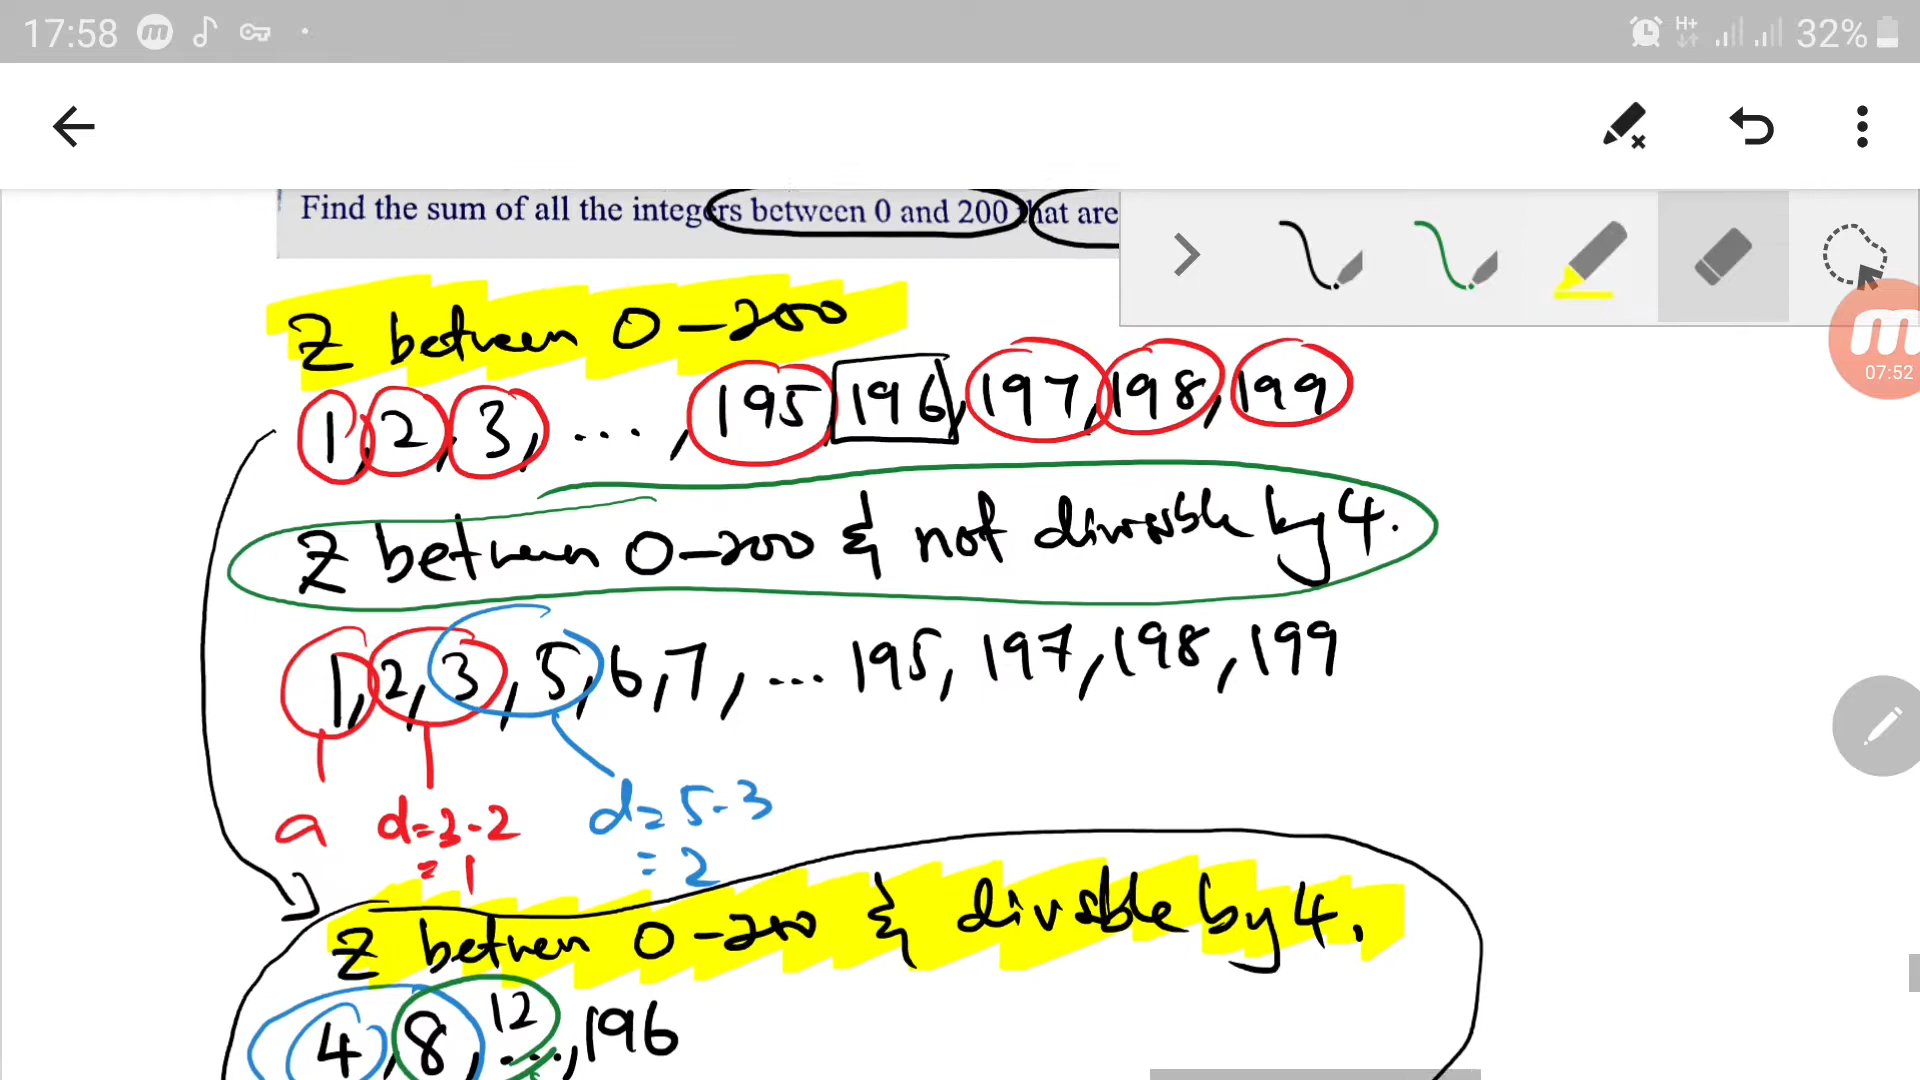 17:58 m H+ 32%
Find the sum of all the integers between 0 and 200 that are
Z between 0-200
1, 2, 3, ..., 195, 196, 197, 198, 199
Z between 0-200 & not divisible by 4.
1, 2, 3, 5, 6, 7, ... 195, 197, 198, 199
a d=3-2 d=5-3
=1 =2
Z between 0-200 & divisible by 4.
4, 8, 12 ..., 196
m
07:52